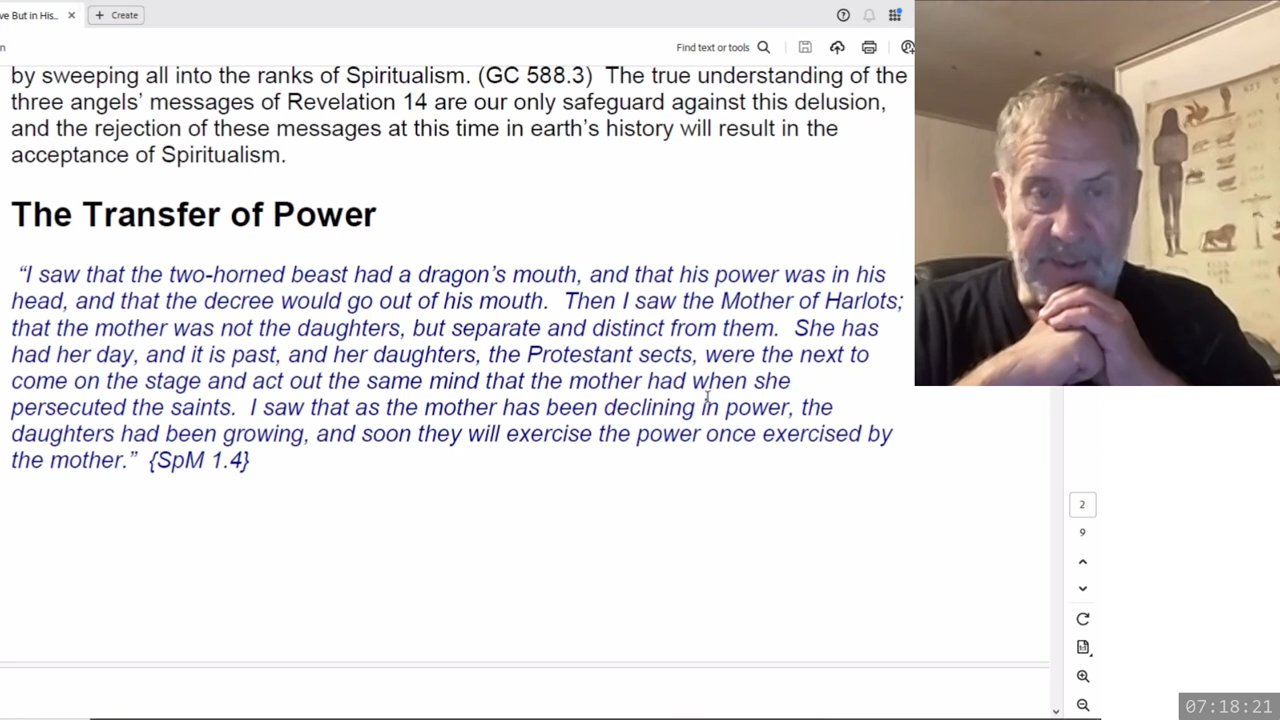 ve But in His..
Create
n
Find text or tools
by sweeping all into the ranks of Spiritualism. (GC 588.3)  The true understanding of the
three angels' messages of Revelation 14 are our only safeguard against this delusion,
and the rejection of these messages at this time in earth's history will result in the
acceptance of Spiritualism.
The Transfer of Power
“I saw that the two-horned beast had a dragon's mouth, and that his power was in his
head, and that the decree would go out of his mouth.  Then I saw the Mother of Harlots;
that the mother was not the daughters, but separate and distinct from them.  She has
had her day, and it is past, and her daughters, the Protestant sects, were the next to
come on the stage and act out the same mind that the mother had when she
persecuted the saints.  I saw that as the mother has been declining in power, the
daughters had been growing, and soon they will exercise the power once exercised by
the mother.”  {SpM 1.4}
2
9
07:18:21